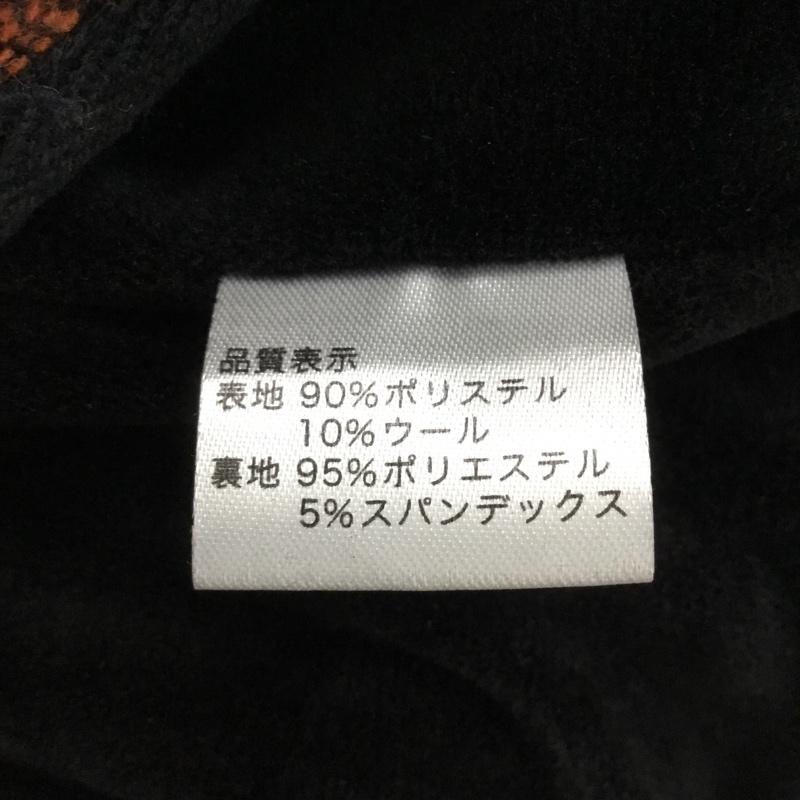 品質表示
表地 90%ポリステル
10%ウール
裏地 95%ポリエステル
5%スパンデックス